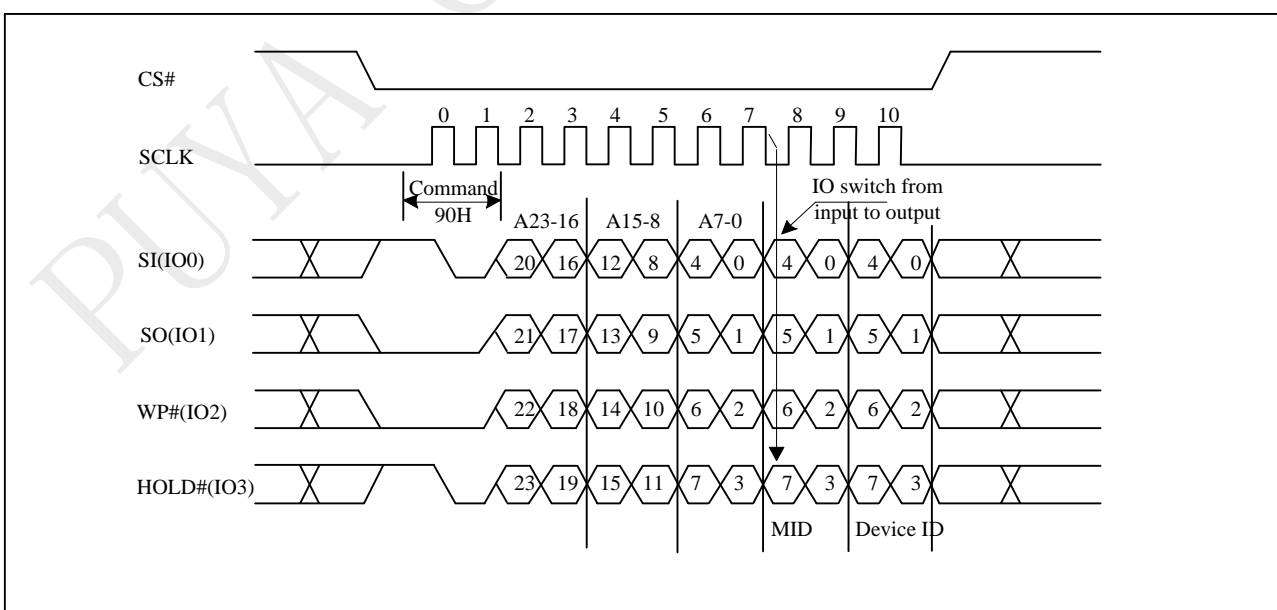 PUYA
CS#
0 1 2 3 4 5 6 7 8 9 10
SCLK
Command
90H
IO switch from
input to output
A23-16 A15-8 A7-0
SI(IO0)
20 16 12 8 4 0 4 0 4 0
SO(IO1)
21 17 13 9 5 1 5 1 5 1
WP#(IO2)
22 18 14 10 6 2 6 2 6 2
HOLD#(IO3)
23 19 15 11 7 3 7 3 7 3
MID Device ID